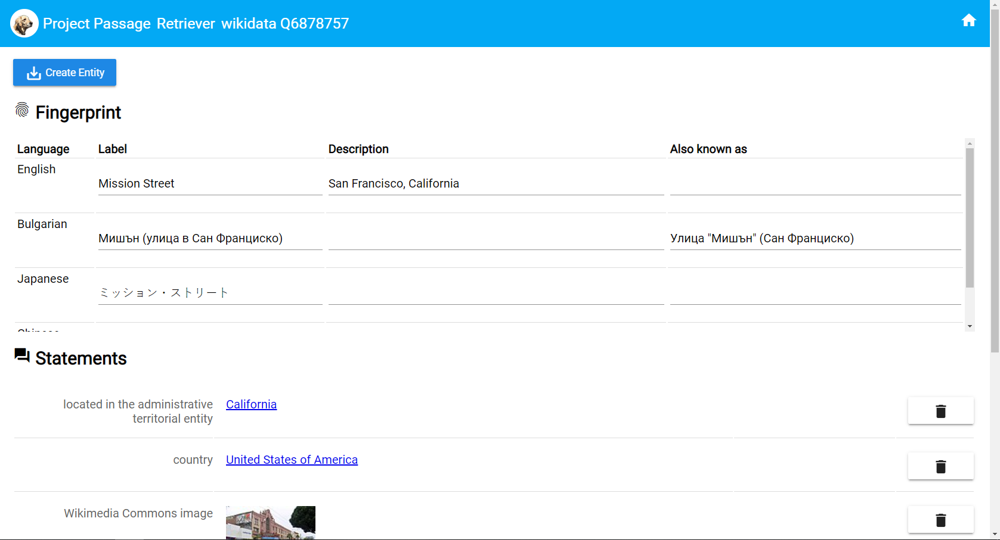 Project Passage Retriever wikidata Q6878757
Create Entity
Fingerprint
Language Label Description Also known as
English
Mission Street San Francisco, California
Bulgarian
Мишън (улица в Сан Франциско) Улица "Мишън" (Сан Франциско)
Japanese
ミッション・ストリート
Statements
located in the administrative California
territorial entity
country United States of America
Wikimedia Commons image